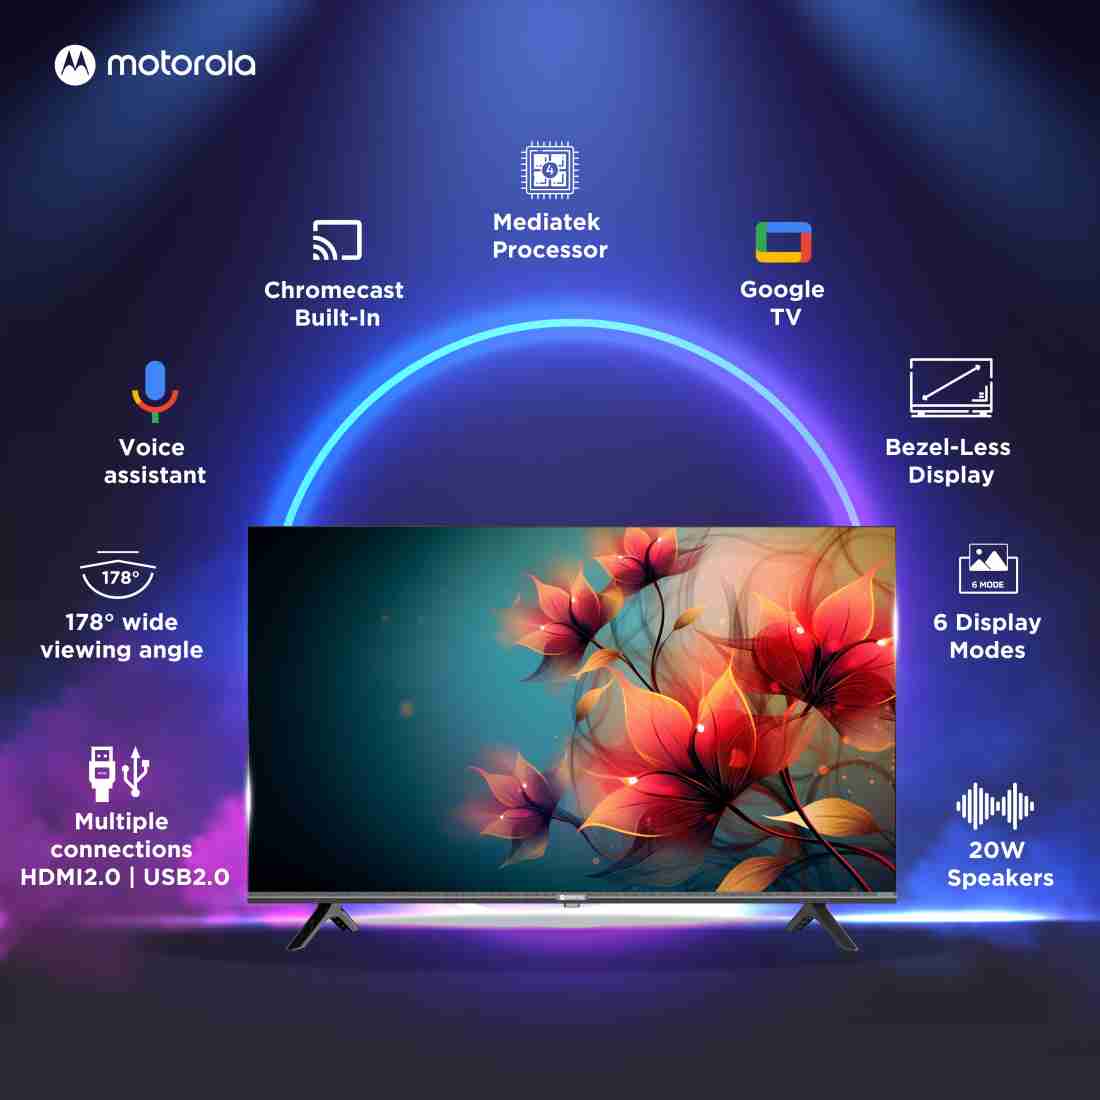 motorola
4
Mediatek
Processor
Chromecast
Built-In
Google
TV
Voice
assistant
Bezel-Less
Display
178°
178° wide
viewing angle
6 MODE
6 Display
Modes
Multiple
connections
HDMI2.0 | USB2.0
20W
Speakers